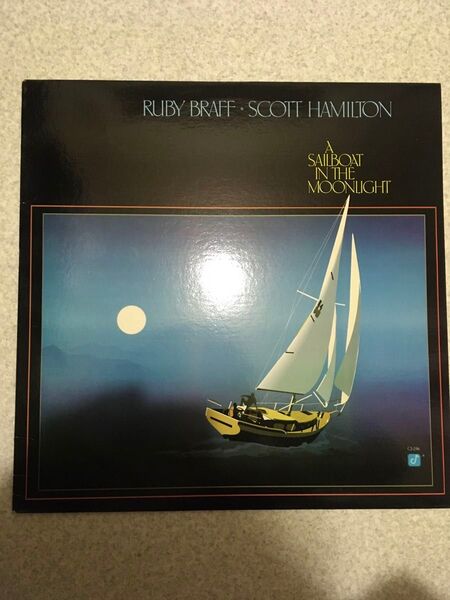 RUBY BRAFF • SCOTT HAMILTON
A
SAILBOAT
IN THE
MOONLIGHT